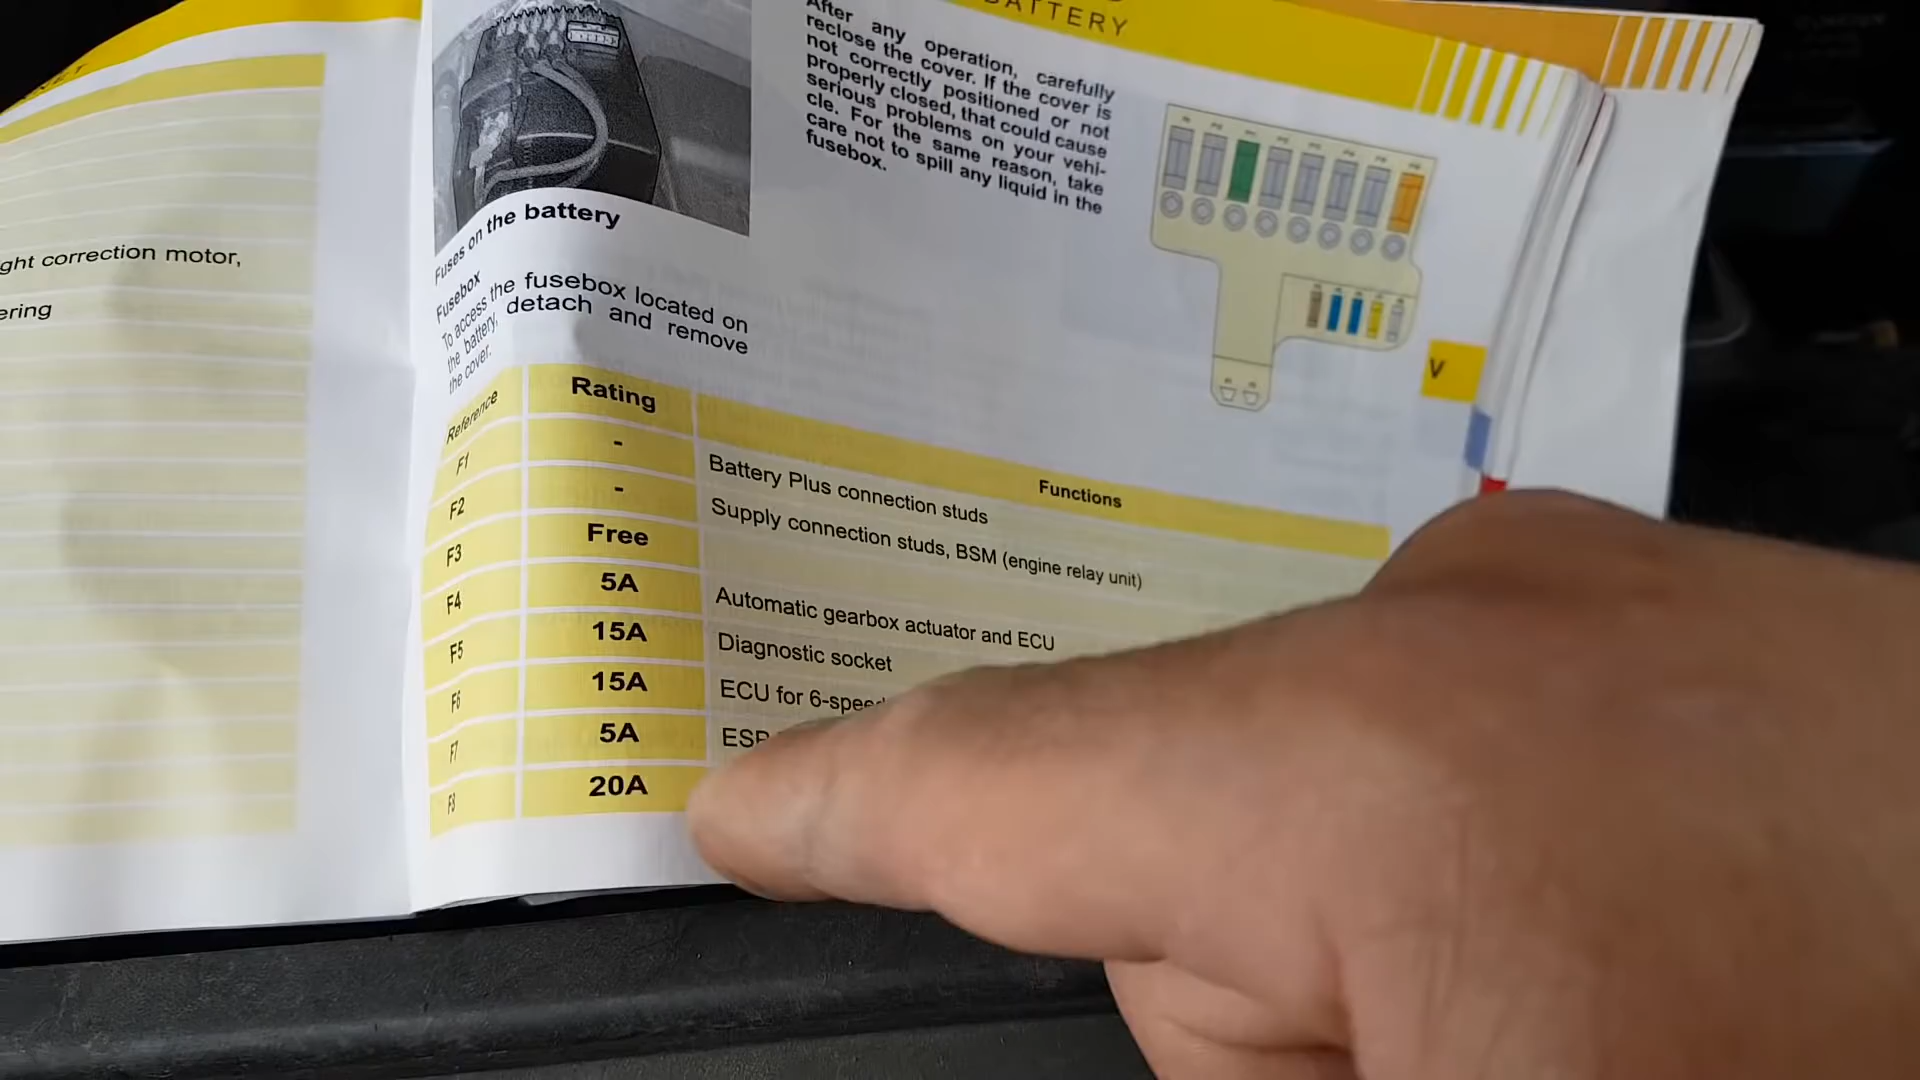 ght correction motor,
ering
BATTERY
Fuses on the battery
Fusebox
To access the fusebox located on
the battery, detach and remove
the cover.
After any operation, carefully
reclose the cover. If the cover is
not correctly positioned or not
properly closed, that could cause
serious problems on your vehi-
cle. For the same reason, take
care not to spill any liquid in the
fusebox.
V
Reference Rating Functions
F1 - Battery Plus connection studs
F2 - Supply connection studs, BSM (engine relay unit)
F3 Free
F4 5A Automatic gearbox actuator and ECU
F5 15A Diagnostic socket
F6 15A ECU for 6-speed
F7 5A ESP
F8 20A